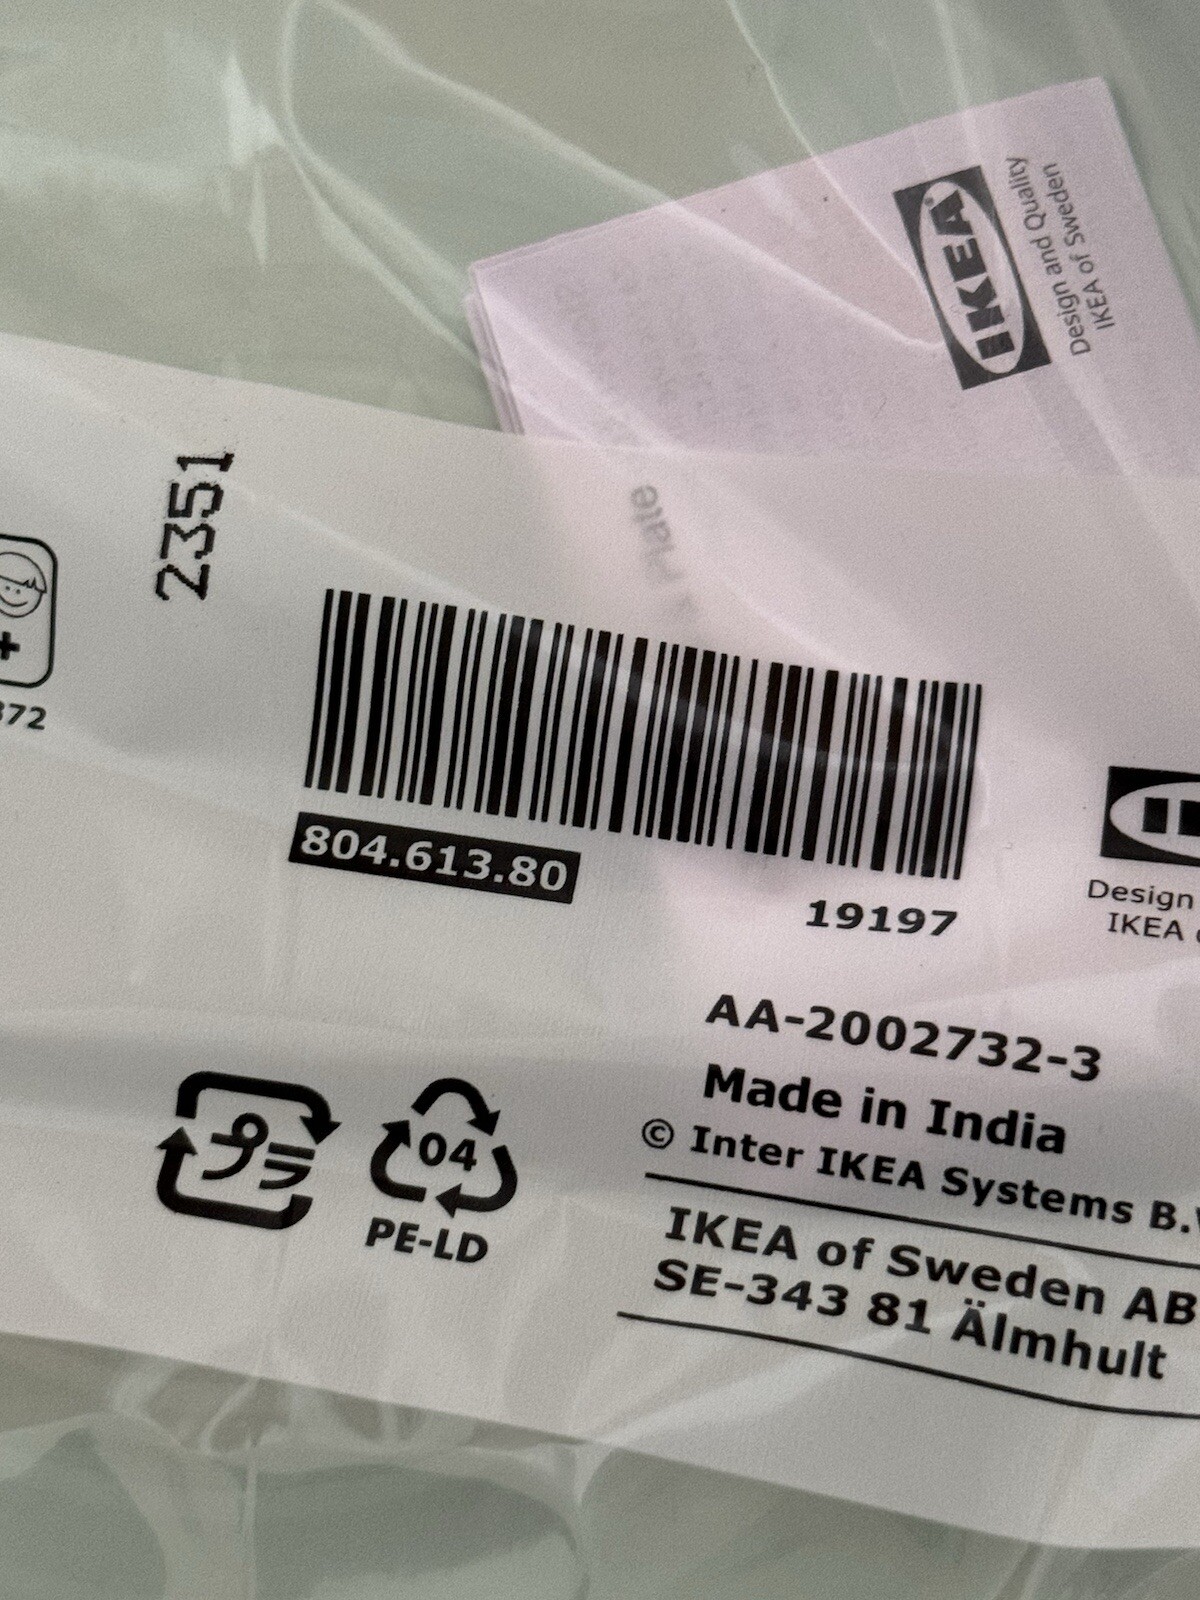 IKEA®
Design and Quality
IKEA of Sweden
Plate
2351
+
372
804.613.80
19197
Design
IKEA
AA-2002732-3
Made in India
© Inter IKEA Systems B.V
プラ
04
PE-LD
IKEA of Sweden AB
SE-343 81 Älmhult